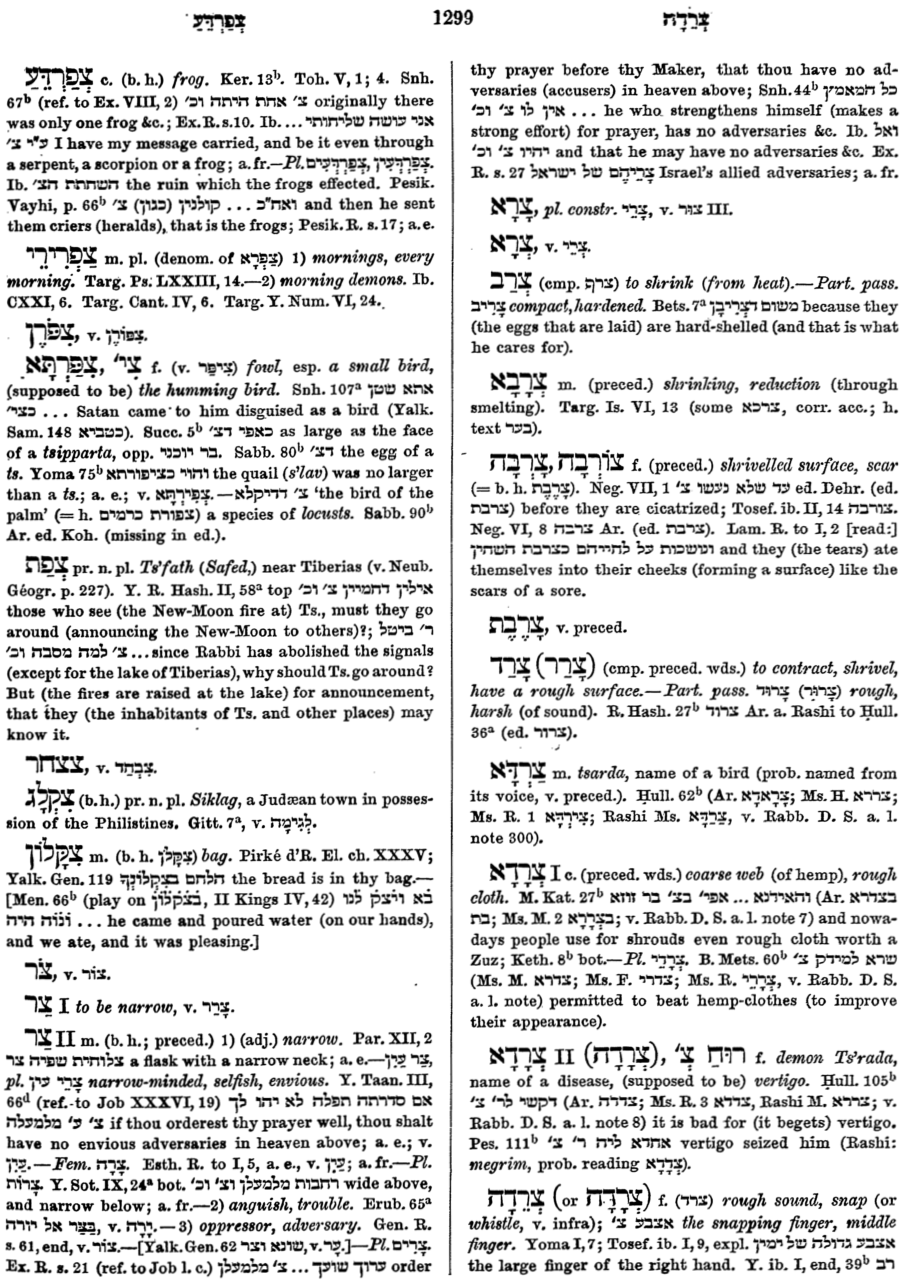 צְפַרְדֵּעַ 1299 צְרֵדָה
צְפַרְדֵּעַ c. (b. h.) frog. Ker. 13b. Toh. V, 1; 4. Snh.
67b (ref. to Ex. VIII, 2) צ׳ אחת היתה וכ׳ originally there
was only one frog &c.; Ex. R. s. 10. Ib. ... אני עושה שליחותי
ע״י צ׳ I have my message carried, and be it even through
a serpent, a scorpion or a frog; a. fr.—Pl. צְפַרְדְּעִין, צְפַרְדְּעִים.
Ib. השחתת הצ׳ the ruin which the frogs effected. Pesik.
Vayhi, p. 66b צ׳ (כגון) קולנין ... ואח״כ and then he sent
them criers (heralds), that is the frogs; Pesik. R. s. 17; a. e.
צַפְרִירֵי m. pl. (denom. of צַפְרָא) 1) mornings, every
morning. Targ. Ps. LXXIII, 14.—2) morning demons. Ib.
CXXI, 6. Targ. Cant. IV, 6. Targ. Y. Num. VI, 24.
צִפֹּרֶן, v. צִפּוֹרֶן.
צִפַּרְתָּא, צִי׳ f. (v. צִיפַּר) fowl, esp. a small bird,
(supposed to be) the humming bird. Snh. 107a אתא שטן
כצי׳ ... Satan came to him disguised as a bird (Yalk.
Sam. 148 כטביא). Succ. 5b כאפי דצ׳ as large as the face
of a tsipparta, opp. בר יוכני. Sabb. 80b דצ׳ the egg of a
ts. Yoma 75b והוי כציפורתא the quail (s'lav) was no larger
than a ts.; a. e.; v. צְפִירְתָּא.—צ׳ דדיקלא 'the bird of the
palm' (= h. צפורת כרמים) a species of locusts. Sabb. 90b
Ar. ed. Koh. (missing in ed.).
צְפַת pr. n. pl. Ts'fath (Safed,) near Tiberias (v. Neub.
Géogr. p. 227). Y. R. Hash. II, 58a top אילין דחמיין צ׳ וכ׳
those who see (the New-Moon fire at) Ts., must they go
around (announcing the New-Moon to others)?; ר׳ ביטל
צ׳ למה מסבה וכ׳ ... since Rabbi has abolished the signals
(except for the lake of Tiberias), why should Ts. go around?
But (the fires are raised at the lake) for announcement,
that they (the inhabitants of Ts. and other places) may
know it.
צצחר, v. צִבְחַד.
צִקְלָג (b. h.) pr. n. pl. Siklag, a Judæan town in posses-
sion of the Philistines. Gitt. 7a, v. לְגִימָה.
צִקָּלוֹן m. (b. h. צִקָּלֹן) bag. Pirké d'R. El. ch. XXXV;
Yalk. Gen. 119 הלחם בצִקְלוֹנְךָ the bread is in thy bag.—
[Men. 66b (play on בצקלון, II Kings IV, 42) בא ויצק לנו
ונוה היה ... he came and poured water (on our hands),
and we ate, and it was pleasing.]
צֹר, v. צוֹר.
צַר I to be narrow, v. צָרַר.
צַר II m. (b. h.; preced.) 1) (adj.) narrow. Par. XII, 2
צלוחית שפיה צר a flask with a narrow neck; a. e.—צַר עַיִן,
pl. צָרֵי עין narrow-minded, selfish, envious. Y. Taan. III,
66d (ref. to Job XXXVI, 19) אם סדרתה תפלה לא יהו לך
צ׳ ע׳ מלמעלה if thou orderest thy prayer well, thou shalt
have no envious adversaries in heaven above; a. e.; v.
עַיִן.—Fem. צָרָה. Esth. R. to I, 5, a. e., v. עַיִן; a. fr.—Pl.
צָרוֹת. Y. Sot. IX, 24a bot. רחבות מלמעלן וצ׳ וכ׳ wide above,
and narrow below; a. fr.—2) anguish, trouble. Erub. 65a
בְּצַר אל יורה, v. יָרָה.—3) oppressor, adversary. Gen. R.
s. 61, end, v. צוֹר.—[Yalk. Gen. 62 שונא וצר, v. עָר.]—Pl. צָרִים.
Ex. R. s. 21 (ref. to Job l. c.) ערוך שועך ... צ׳ מלמעלן order
thy prayer before thy Maker, that thou have no ad-
versaries (accusers) in heaven above; Snh. 44b כל המאמץ
אין לו צ׳ וכ׳ ... he who strengthens himself (makes a
strong effort) for prayer, has no adversaries &c. Ib. ואל
יהיו צ׳ וכ׳ and that he may have no adversaries &c. Ex.
R. s. 27 צָרֵיהֶם של ישראל Israel's allied adversaries; a. fr.
צָרָא, pl. constr. צָרֵי, v. צוּר III.
צְרָא, v. צְרֵי.
צְרַב (cmp. צרף) to shrink (from heat).—Part. pass.
צְרִיב compact, hardened. Bets. 7a משום דצְרִיבָן because they
(the eggs that are laid) are hard-shelled (and that is what
he cares for).
צְרָבָא m. (preced.) shrinking, reduction (through
smelting). Targ. Is. VI, 13 (some צרכא, corr. acc.; h.
text בער).
צָרְבָה, צוֹרְבָה f. (preced.) shrivelled surface, scar
(= b. h. צָרֶבֶת). Neg. VII, 1 עד שלא נעשו צ׳ ed. Dehr. (ed.
צרבת) before they are cicatrized; Tosef. ib. II, 14 צורבה.
Neg. VI, 8 צרבה Ar. (ed. צרבת). Lam. R. to I, 2 [read:]
ונושכות על לחייהם כצרבת השחין and they (the tears) ate
themselves into their cheeks (forming a surface) like the
scars of a sore.
צָרֶבֶת, v. preced.
צָרַד (צָרַר) (cmp. preced. wds.) to contract, shrivel,
have a rough surface.—Part. pass. צָרוּד (צָרוּר) rough,
harsh (of sound). R. Hash. 27b צרוד Ar. a. Rashi to Ḥull.
36a (ed. צרור).
צַרְדָּא m. tsarda, name of a bird (prob. named from
its voice, v. preced.). Ḥull. 62b (Ar. צָרָאדָא; Ms. H. צררא;
Ms. R. 1 צִירְדָּא; Rashi Ms. צַרַדָּא, v. Rabb. D. S. a. l.
note 300).
צְרָדָא I c. (preced. wds.) coarse web (of hemp), rough
cloth. M. Kat. 27b והאידנא ... אפי׳ בצ׳ בר זוזא (Ar. בצדרא
בת; Ms. M. 2 בצְרָדָא; v. Rabb. D. S. a. l. note 7) and nowa-
days people use for shrouds even rough cloth worth a
Zuz; Keth. 8b bot.—Pl. צְרָדֵי. B. Mets. 60b שרא למידק צ׳
(Ms. M. צדרא; Ms. F. צדרי; Ms. R. צְרָדֵי, v. Rabb. D. S.
a. l. note) permitted to beat hemp-clothes (to improve
their appearance).
צְרָדָא II (צְרָדָה), רוּחַ צ׳ f. demon Ts'rada,
name of a disease, (supposed to be) vertigo. Ḥull. 105b
דקשי לר׳ צ׳ (Ar. צדדה; Ms. R. 3 צדדא, Rashi M. צררא; v.
Rabb. D. S. a. l. note 8) it is bad for (it begets) vertigo.
Pes. 111b אחדא ליה ר׳ צ׳ vertigo seized him (Rashi:
megrim, prob. reading צִדֲדָא).
צְרֵדָה (or צְרָדָה) f. (צרד) rough sound, snap (or
whistle, v. infra); אצבע צ׳ the snapping finger, middle
finger. Yoma I, 7; Tosef. ib. I, 9, expl. אצבע גדולה של ימין
the large finger of the right hand. Y. ib. I, end, 39b רב